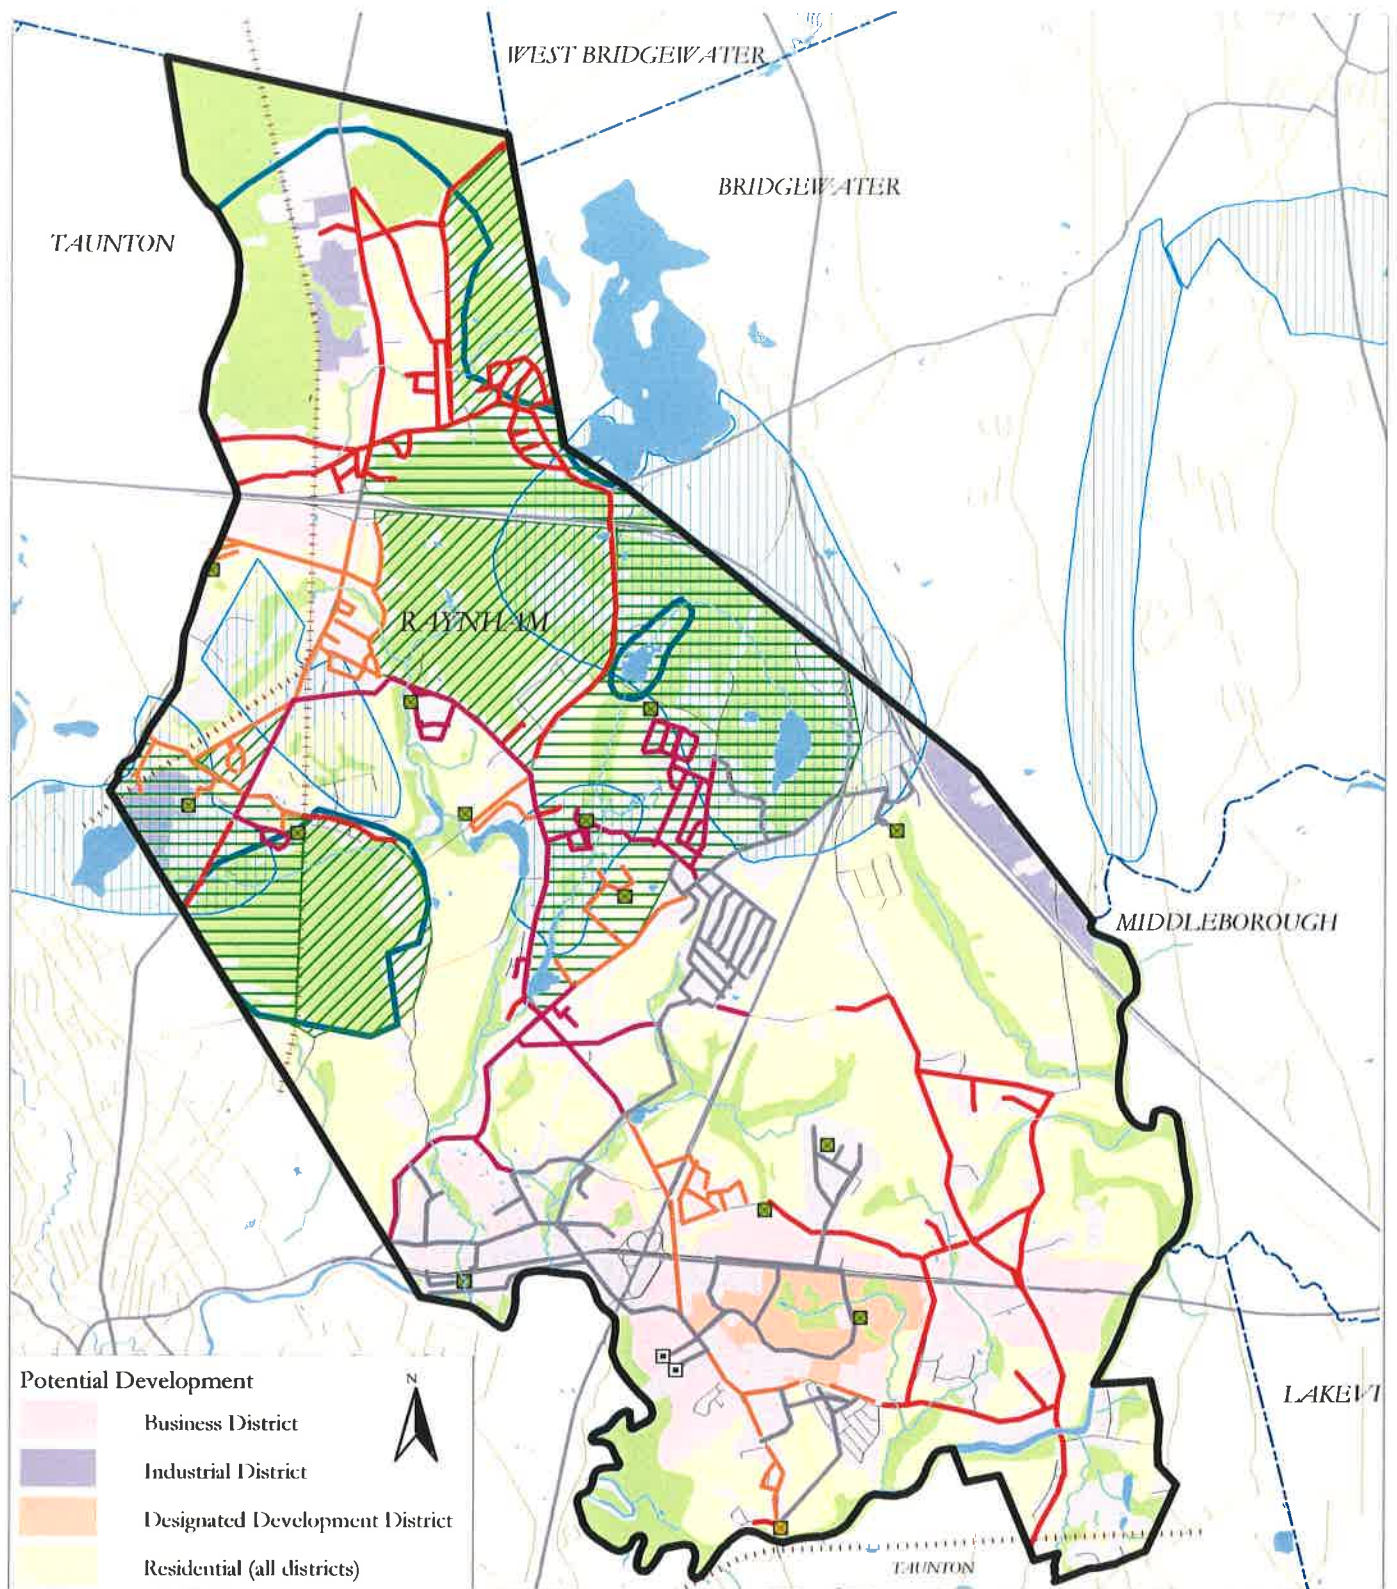 WEST BRIDGEWATER
BRIDGEWATER
TAUNTON
RAYNHAM
MIDDLEBOROUGH
LAKEVI
TAUNTON
Potential Development
N
Business District
Industrial District
Designated Development District
Residential (all districts)